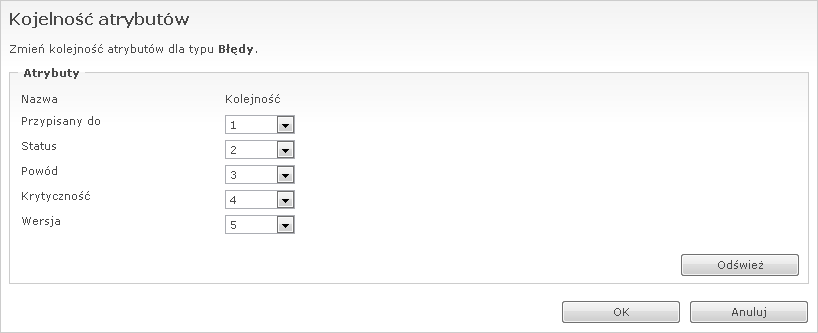 Kojelność atrybutów
Zmień kolejność atrybutów dla typu Błędy.
Atrybuty
Nazwa Kolejność
Przypisany do 1
Status 2
Powód 3
Krytyczność 4
Wersja 5
Odśwież
OK Anuluj